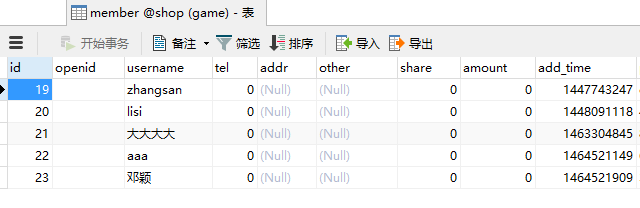 member @shop (game) - 表
开始事务 备注 筛选 排序 导入 导出
id openid username tel addr other share amount add_time
19 zhangsan 0 (Null) (Null) 0 0 1447743247
20 lisi 0 (Null) (Null) 0 0 1448091118
21 大大大大 0 (Null) (Null) 0 0 1463304845
22 aaa 0 (Null) (Null) 0 0 1464521149
23 邓颖 0 (Null) (Null) 0 0 1464521909